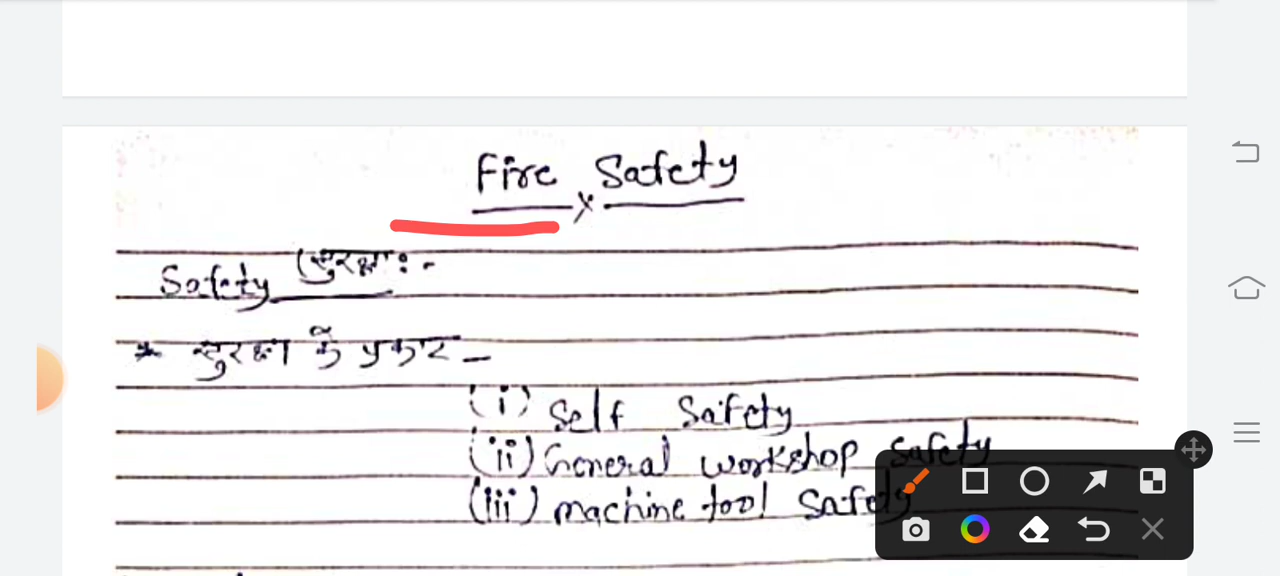 Fire Safety
Safety (सुरक्षा :-
* सुरक्षा के प्रकार -
(i) Self Safety
(ii) General workshop Safety
(iii) machine tool Safety